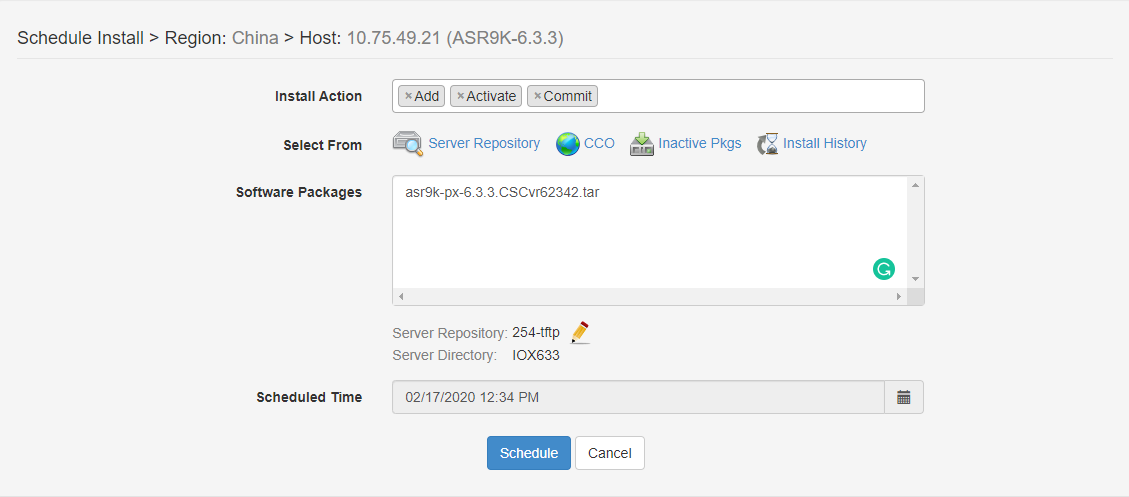 Schedule Install > Region: China > Host: 10.75.49.21 (ASR9K-6.3.3)
Install Action ×Add ×Activate ×Commit
Select From Server Repository CCO Inactive Pkgs Install History
Software Packages asr9k-px-6.3.3.CSCvr62342.tar
Server Repository: 254-tftp
Server Directory: IOX633
Scheduled Time 02/17/2020 12:34 PM
Schedule Cancel